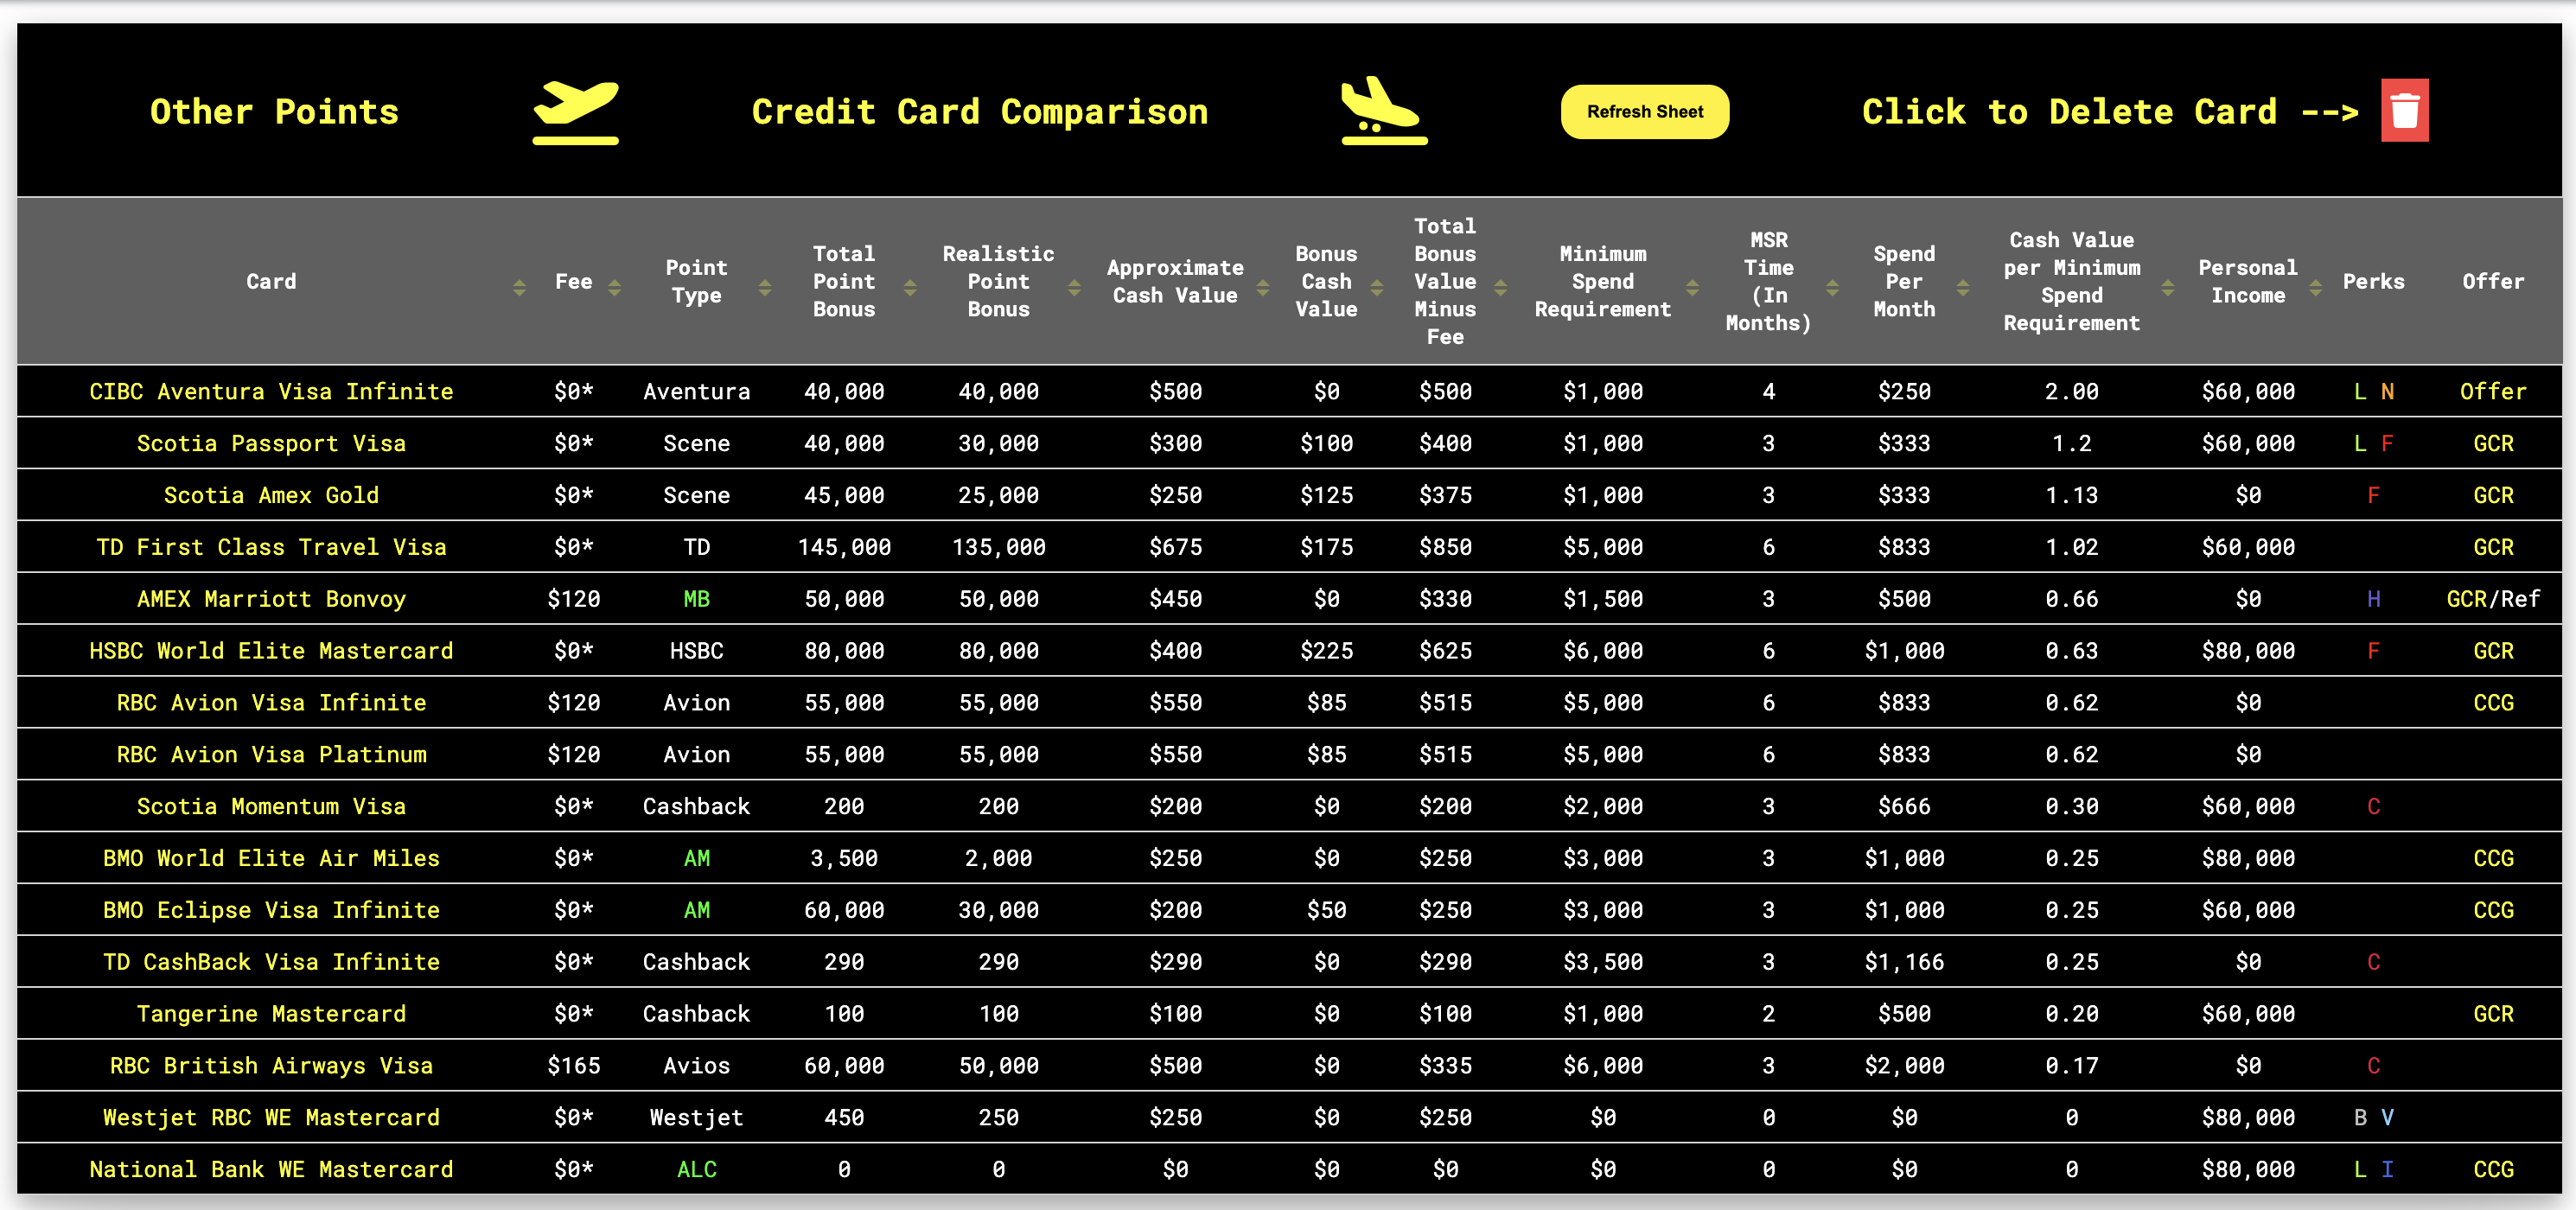 Other Points Credit Card Comparison Refresh Sheet Click to Delete Card -->
Card Fee Point Type Total Point Bonus Realistic Point Bonus Approximate Cash Value Bonus Cash Value Total Bonus Value Minus Fee Minimum Spend Requirement MSR Time (In Months) Spend Per Month Cash Value per Minimum Spend Requirement Personal Income Perks Offer
CIBC Aventura Visa Infinite $0* Aventura 40,000 40,000 $500 $0 $500 $1,000 4 $250 2.00 $60,000 L N Offer
Scotia Passport Visa $0* Scene 40,000 30,000 $300 $100 $400 $1,000 3 $333 1.2 $60,000 L F GCR
Scotia Amex Gold $0* Scene 45,000 25,000 $250 $125 $375 $1,000 3 $333 1.13 $0 F GCR
TD First Class Travel Visa $0* TD 145,000 135,000 $675 $175 $850 $5,000 6 $833 1.02 $60,000 GCR
AMEX Marriott Bonvoy $120 MB 50,000 50,000 $450 $0 $330 $1,500 3 $500 0.66 $0 H GCR/Ref
HSBC World Elite Mastercard $0* HSBC 80,000 80,000 $400 $225 $625 $6,000 6 $1,000 0.63 $80,000 F GCR
RBC Avion Visa Infinite $120 Avion 55,000 55,000 $550 $85 $515 $5,000 6 $833 0.62 $0 CCG
RBC Avion Visa Platinum $120 Avion 55,000 55,000 $550 $85 $515 $5,000 6 $833 0.62 $0
Scotia Momentum Visa $0* Cashback 200 200 $200 $0 $200 $2,000 3 $666 0.30 $60,000 C
BMO World Elite Air Miles $0* AM 3,500 2,000 $250 $0 $250 $3,000 3 $1,000 0.25 $80,000 CCG
BMO Eclipse Visa Infinite $0* AM 60,000 30,000 $200 $50 $250 $3,000 3 $1,000 0.25 $60,000 CCG
TD CashBack Visa Infinite $0* Cashback 290 290 $290 $0 $290 $3,500 3 $1,166 0.25 $0 C
Tangerine Mastercard $0* Cashback 100 100 $100 $0 $100 $1,000 2 $500 0.20 $60,000 GCR
RBC British Airways Visa $165 Avios 60,000 50,000 $500 $0 $335 $6,000 3 $2,000 0.17 $0 C
Westjet RBC WE Mastercard $0* Westjet 450 250 $250 $0 $250 $0 0 $0 0 $80,000 B V
National Bank WE Mastercard $0* ALC 0 0 $0 $0 $0 $0 0 $0 0 $80,000 L I CCG